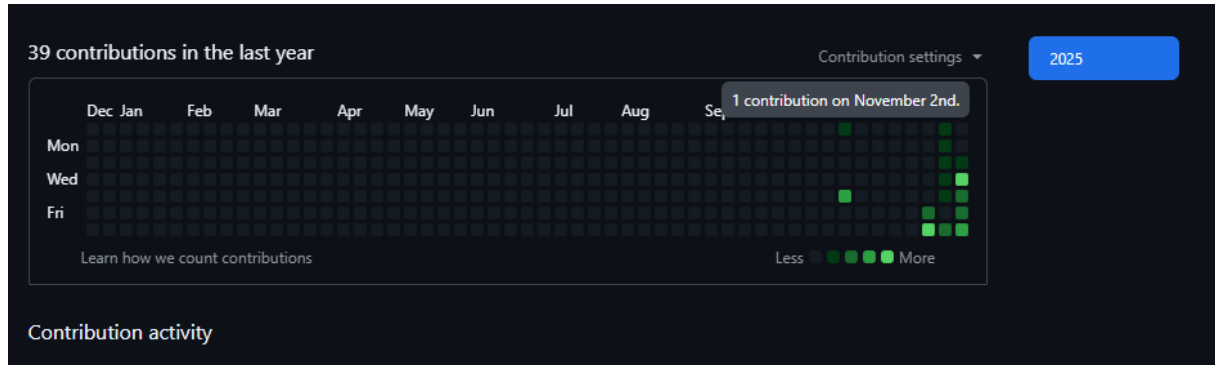 39 contributions in the last year
Contribution settings
2025
1 contribution on November 2nd.
Dec Jan Feb Mar Apr May Jun Jul Aug
Mon
Wed
Fri
Learn how we count contributions
Less More
Contribution activity